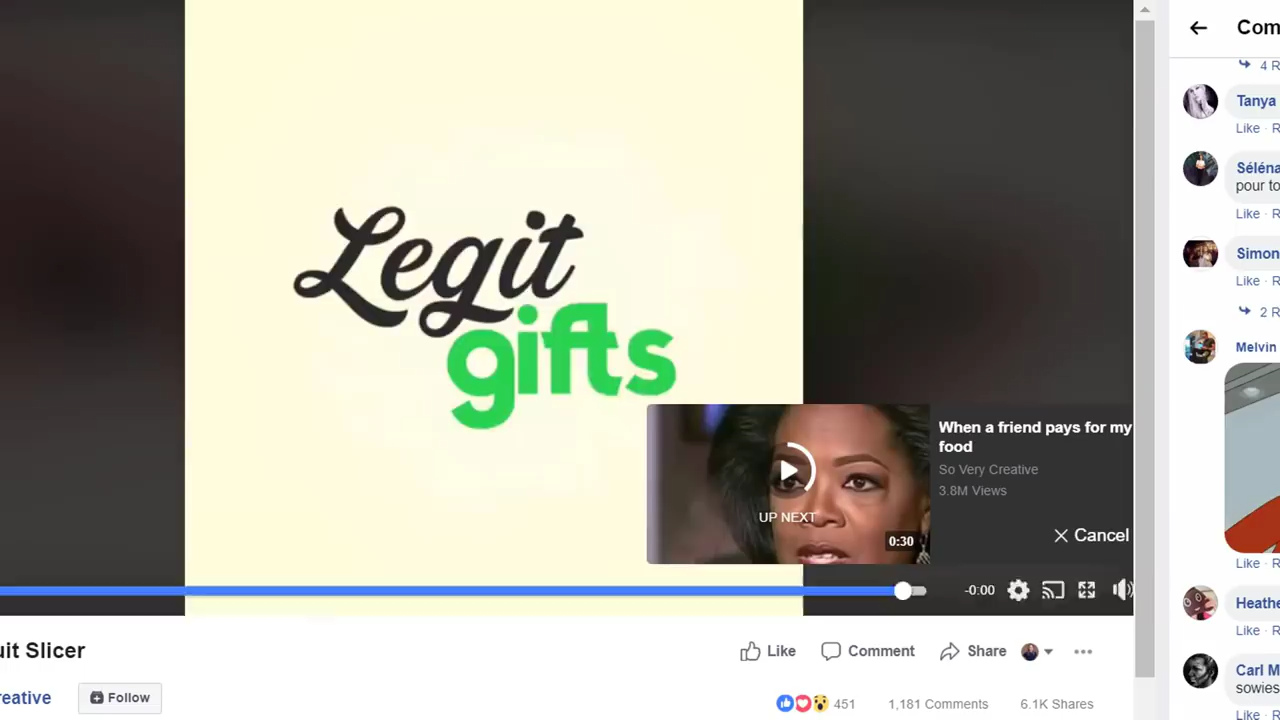 Legit
gifts
UP NEXT
0:30
When a friend pays for my
food
So Very Creative
3.8M Views
Cancel
-0:00
uit Slicer
Like
Comment
Share
reative
Follow
451
1,181 Comments
6.1K Shares
Com
4 R
Tanya
Like · R
Séléna
pour to
Like · R
Simon
Like · R
2 R
Melvin
Like · R
Heathe
Like · R
Carl M
sowies
Like · R